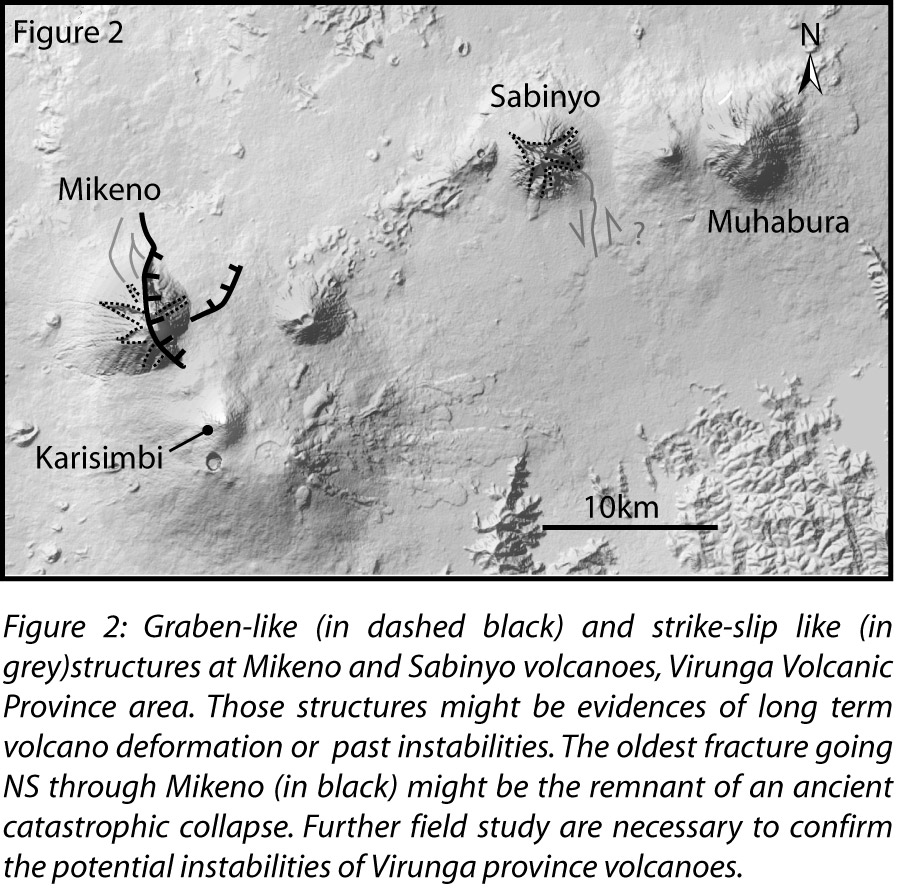 Figure 2
N
Sabinyo
Mikeno
Muhabura
?
Karisimbi
10km
Figure 2: Graben-like (in dashed black) and strike-slip like (in
grey)structures at Mikeno and Sabinyo volcanoes, Virunga Volcanic
Province area. Those structures might be evidences of long term
volcano deformation or past instabilities. The oldest fracture going
NS through Mikeno (in black) might be the remnant of an ancient
catastrophic collapse. Further field study are necessary to confirm
the potential instabilities of Virunga province volcanoes.